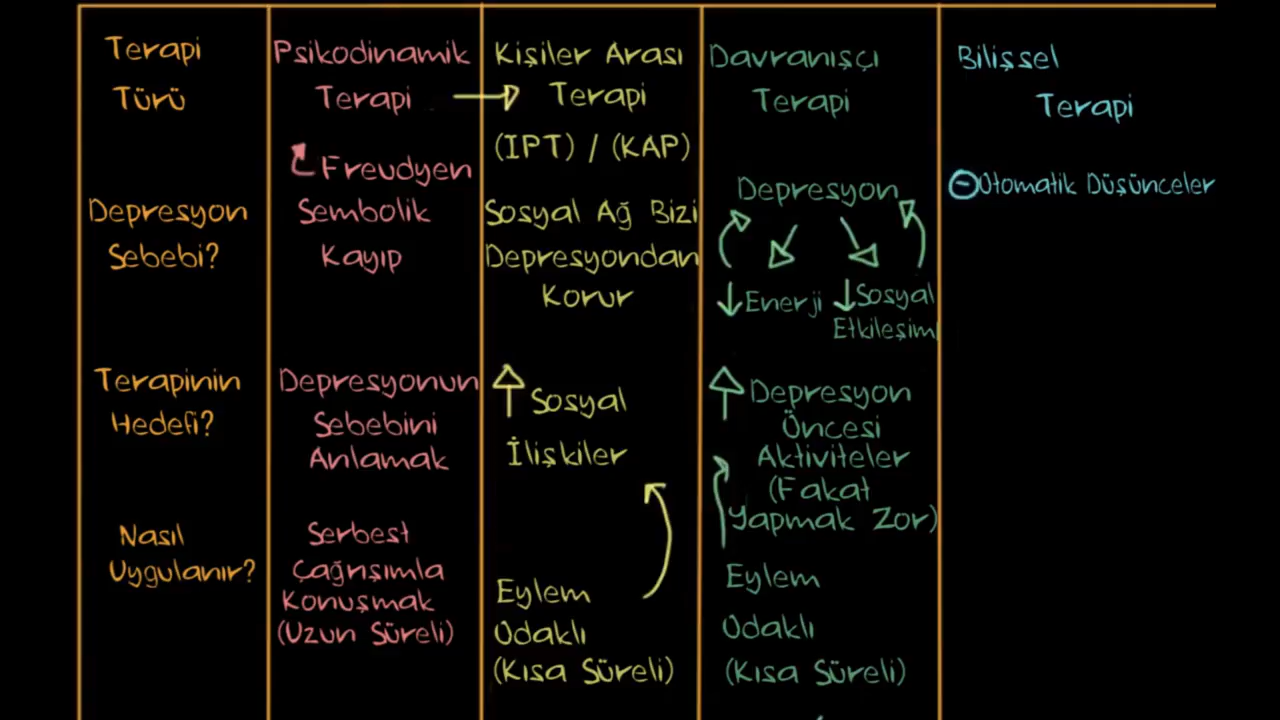 Terapi
Türü
Depresyon
Sebebi?
Terapinin
Hedefi?
Nasıl
Uygulanır?
Psikodinamik
Terapi
Freudyen
Sembolik
Kayıp
Depresyonun
Sebebini
Anlamak
Serbest
Çağrışımla
Konuşmak
(Uzun Süreli)
Kişiler Arası
Terapi
(IPT) / (KAP)
Sosyal Ağ Bizi
Depresyondan
Korur
Sosyal
İlişkiler
Eylem
Odaklı
(Kısa Süreli)
Davranışçı
Terapi
Depresyon
↓ Enerji ↓ Sosyal
Etkileşim
Depresyon
Öncesi
Aktiviteler
(Fakat
Yapmak Zor)
Eylem
Odaklı
(Kısa Süreli)
Bilişsel
Terapi
⊖Otomatik Düşünceler